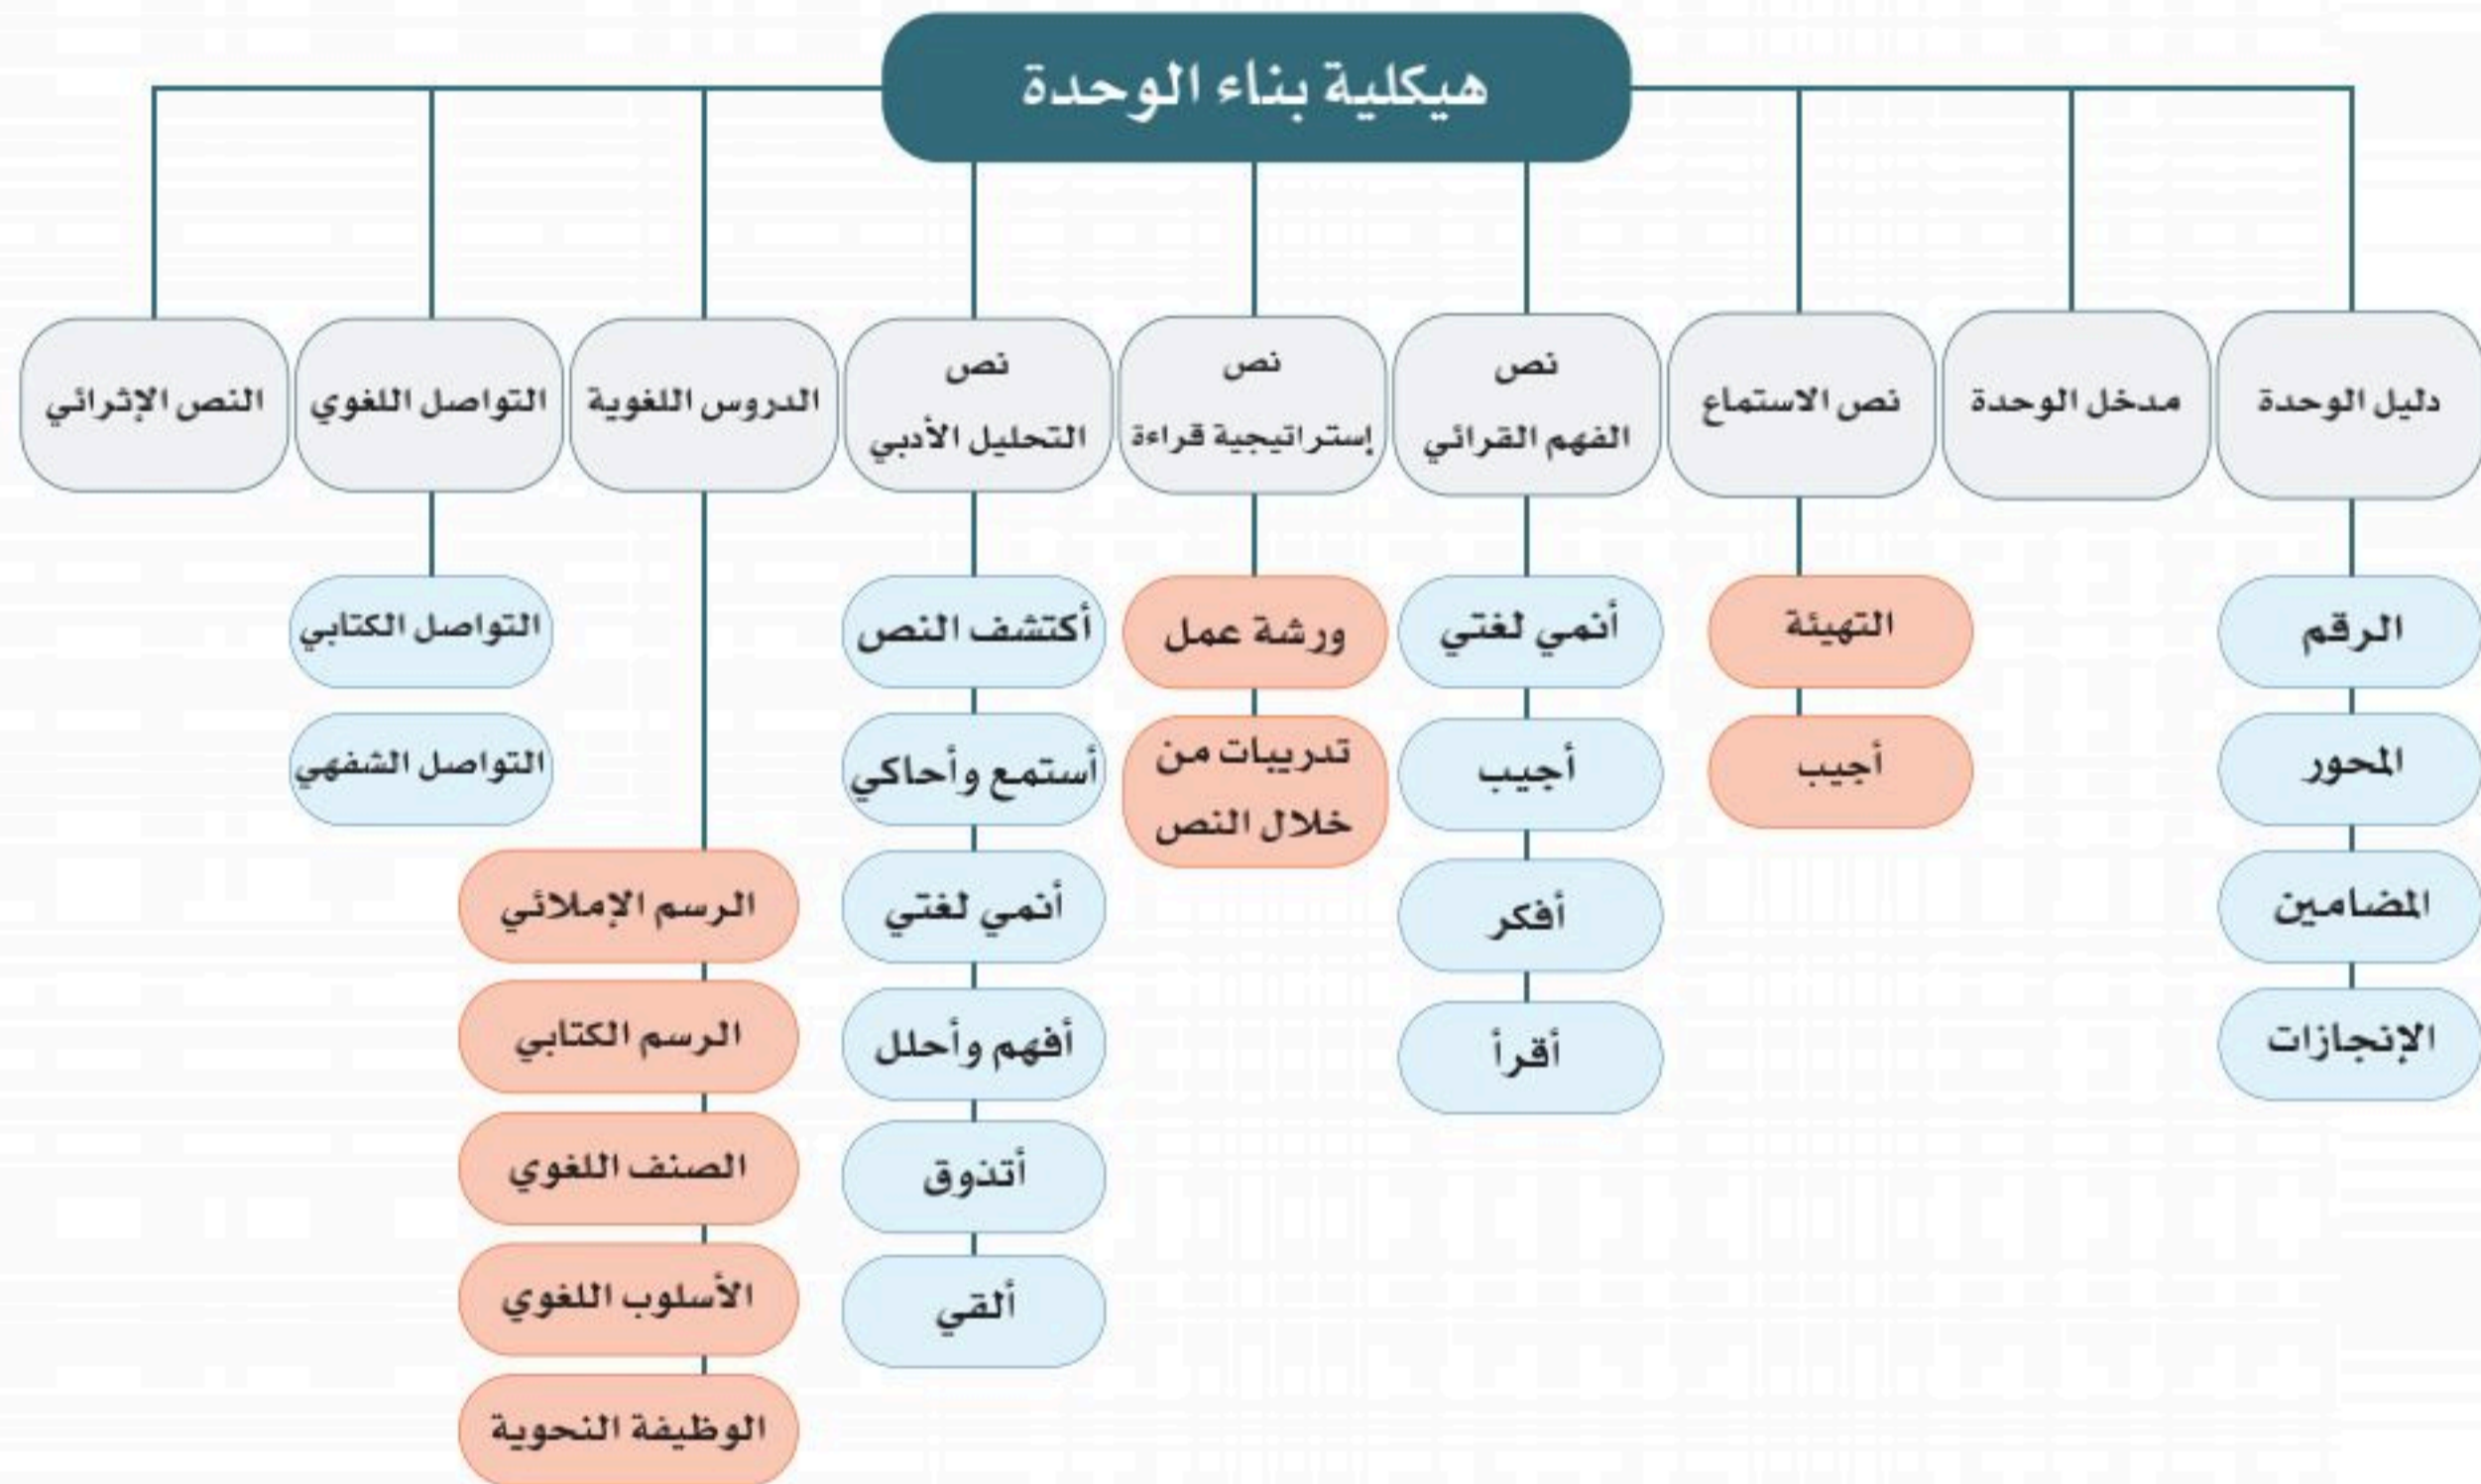 هيكلية بناء الوحدة
دليل الوحدة
مدخل الوحدة
نص الاستماع
نص
الفهم القرائي
نص
إستراتيجية قراءة
نص
التحليل الأدبي
الدروس اللغوية
التواصل اللغوي
النص الإثرائي
الرقم
المحور
المضامين
الإنجازات
التهيئة
أجيب
أنمي لغتي
أجيب
أفكر
أقرأ
ورشة عمل
تدريبات من
خلال النص
أكتشف النص
أستمع وأحاكي
أنمي لغتي
أفهم وأحلل
أتذوق
ألقي
الرسم الإملائي
الرسم الكتابي
الصنف اللغوي
الأسلوب اللغوي
الوظيفة النحوية
التواصل الكتابي
التواصل الشفهي